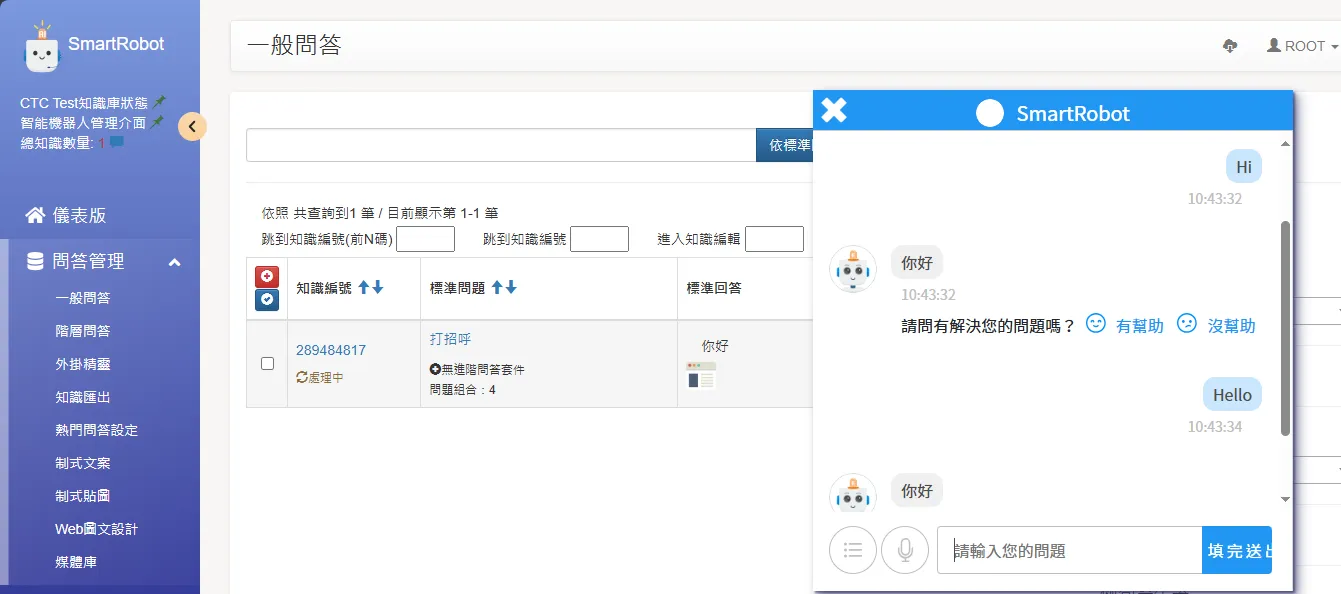 SmartRobot
CTC Test知識庫狀態
智能機器人管理介面
總知識數量: 1
儀表版
問答管理
一般問答
階層問答
外掛精靈
知識匯出
熱門問答設定
制式文案
制式貼圖
Web圖文設計
媒體庫
一般問答
ROOT
依標準
依照 共查詢到1 筆 / 目前顯示第 1-1 筆
跳到知識編號(前N碼) 跳到知識編號 進入知識編輯
知識編號 標準問題 標準回答
289484817
處理中
打招呼
無進階問答套件
問題組合：4
你好
SmartRobot
Hi
10:43:32
你好
10:43:32
請問有解決您的問題嗎？ 有幫助 沒幫助
Hello
10:43:34
你好
請輸入您的問題
填完送出